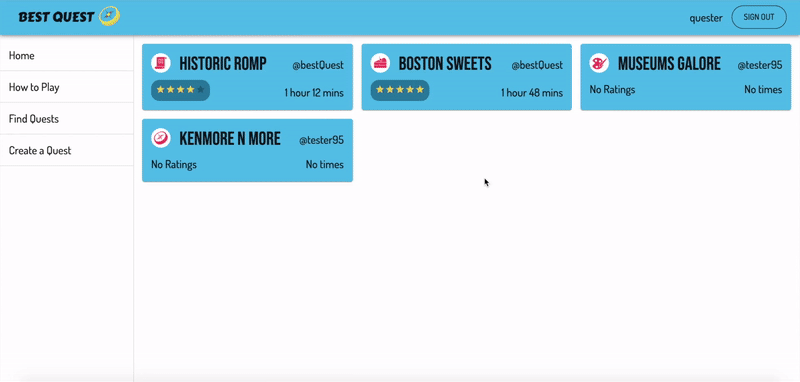 BEST QUEST
quester
SIGN OUT
Home
How to Play
Find Quests
Create a Quest
HISTORIC ROMP
@bestQuest
1 hour 12 mins
BOSTON SWEETS
@bestQuest
1 hour 48 mins
MUSEUMS GALORE
@tester95
No Ratings
No times
KENMORE N MORE
@tester95
No Ratings
No times